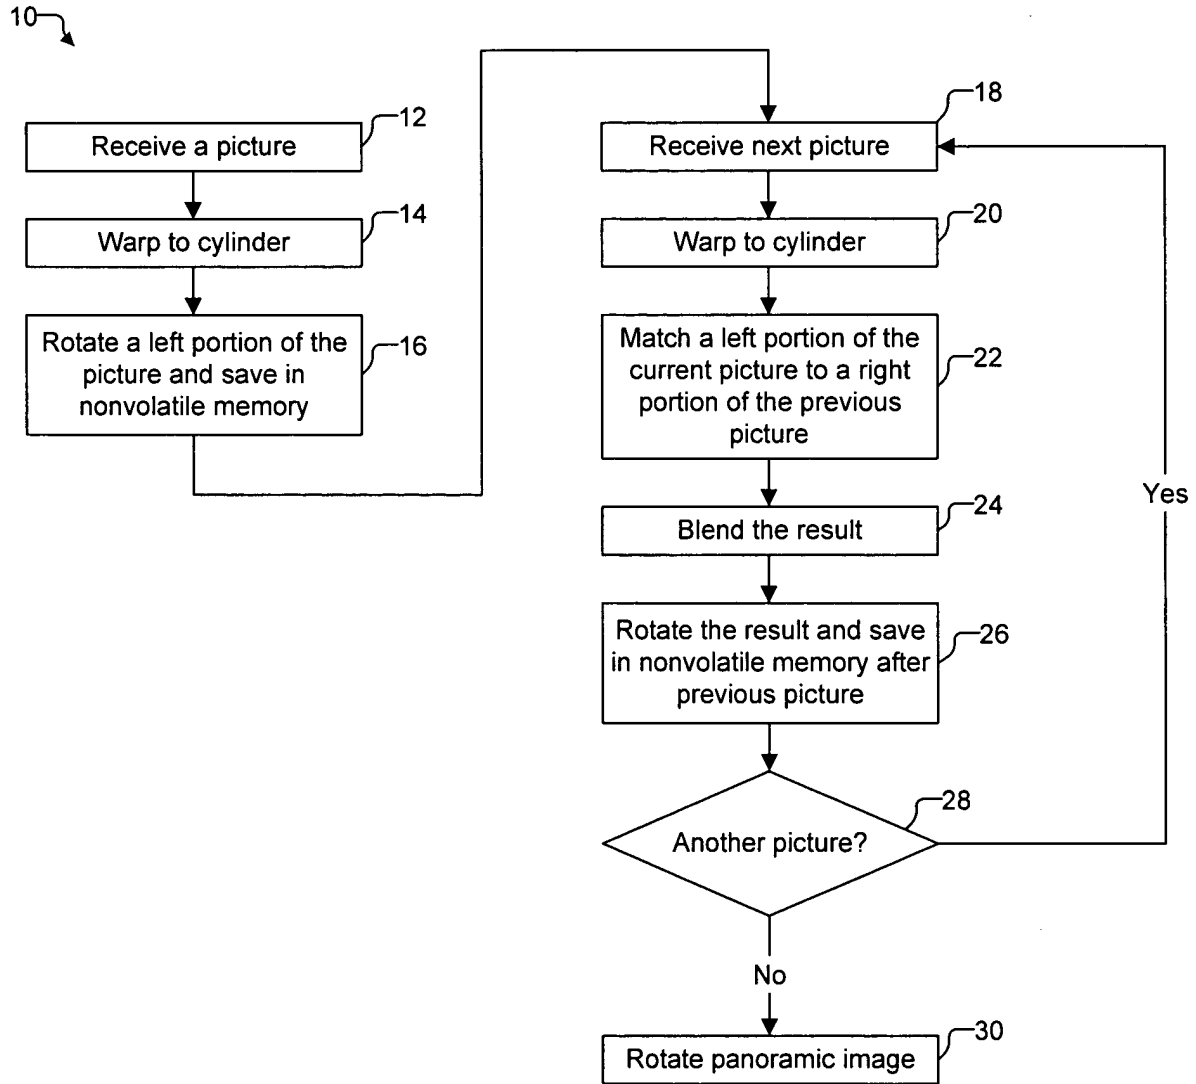 10
12
Receive a picture
14
Warp to cylinder
16
Rotate a left portion of the
picture and save in
nonvolatile memory
18
Receive next picture
20
Warp to cylinder
22
Match a left portion of the
current picture to a right
portion of the previous
picture
24
Blend the result
26
Rotate the result and save
in nonvolatile memory after
previous picture
28
Another picture?
Yes
No
30
Rotate panoramic image